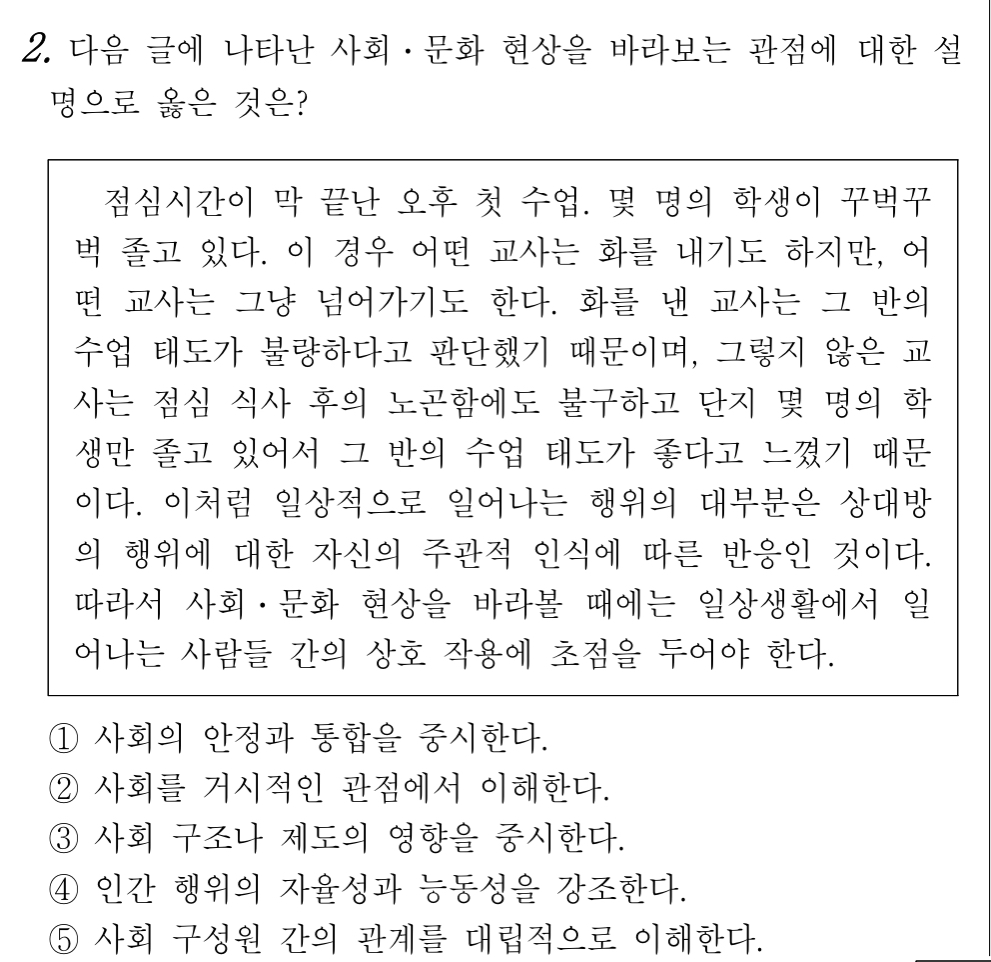 2. 다음 글에 나타난 사회・문화 현상을 바라보는 관점에 대한 설
명으로 옳은 것은?
점심시간이 막 끝난 오후 첫 수업. 몇 명의 학생이 꾸벅꾸
벅 졸고 있다. 이 경우 어떤 교사는 화를 내기도 하지만, 어
떤 교사는 그냥 넘어가기도 한다. 화를 낸 교사는 그 반의
수업 태도가 불량하다고 판단했기 때문이며, 그렇지 않은 교
사는 점심 식사 후의 노곤함에도 불구하고 단지 몇 명의 학
생만 졸고 있어서 그 반의 수업 태도가 좋다고 느꼈기 때문
이다. 이처럼 일상적으로 일어나는 행위의 대부분은 상대방
의 행위에 대한 자신의 주관적 인식에 따른 반응인 것이다.
따라서 사회・문화 현상을 바라볼 때에는 일상생활에서 일
어나는 사람들 간의 상호 작용에 초점을 두어야 한다.
① 사회의 안정과 통합을 중시한다.
② 사회를 거시적인 관점에서 이해한다.
③ 사회 구조나 제도의 영향을 중시한다.
④ 인간 행위의 자율성과 능동성을 강조한다.
⑤ 사회 구성원 간의 관계를 대립적으로 이해한다.